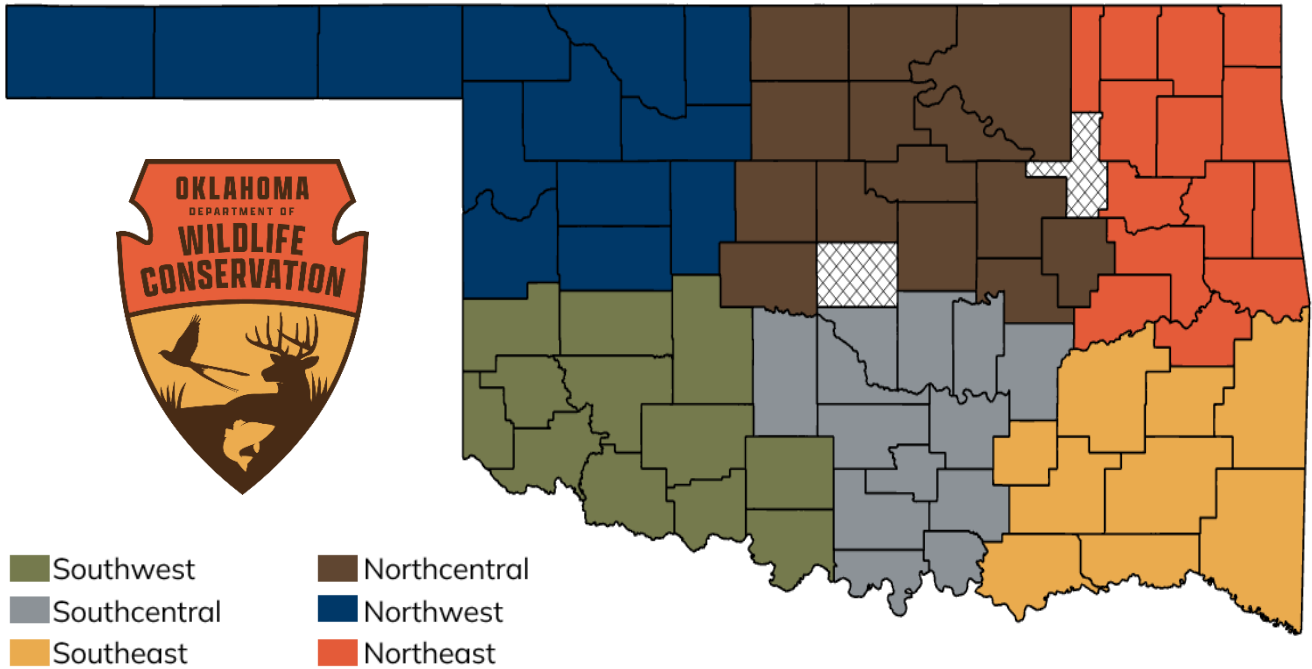 OKLAHOMA
DEPARTMENT OF
WILDLIFE
CONSERVATION
Southwest
Southcentral
Southeast
Northcentral
Northwest
Northeast